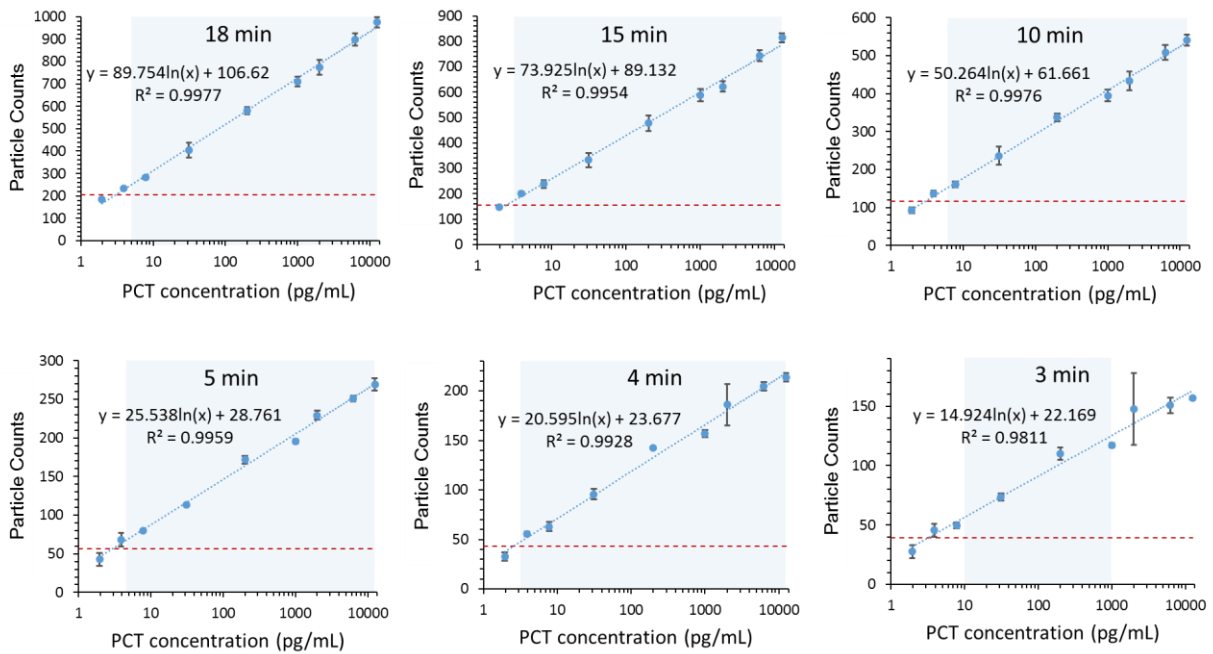 18 min
y = 89.754ln(x) + 106.62
R² = 0.9977
Particle Counts
1000
900
800
700
600
500
400
300
200
100
0
1 10 100 1000 10000
PCT concentration (pg/mL)
15 min
y = 73.925ln(x) + 89.132
R² = 0.9954
Particle Counts
900
800
700
600
500
400
300
200
100
0
1 10 100 1000 10000
PCT concentration (pg/mL)
10 min
y = 50.264ln(x) + 61.661
R² = 0.9976
Particle Counts
600
500
400
300
200
100
0
1 10 100 1000 10000
PCT concentration (pg/mL)
5 min
y = 25.538ln(x) + 28.761
R² = 0.9959
Particle Counts
300
250
200
150
100
50
0
1 10 100 1000 10000
PCT concentration (pg/mL)
4 min
y = 20.595ln(x) + 23.677
R² = 0.9928
Particle Counts
200
150
100
50
0
1 10 100 1000 10000
PCT concentration (pg/mL)
3 min
y = 14.924ln(x) + 22.169
R² = 0.9811
Particle Counts
150
100
50
0
1 10 100 1000 10000
PCT concentration (pg/mL)